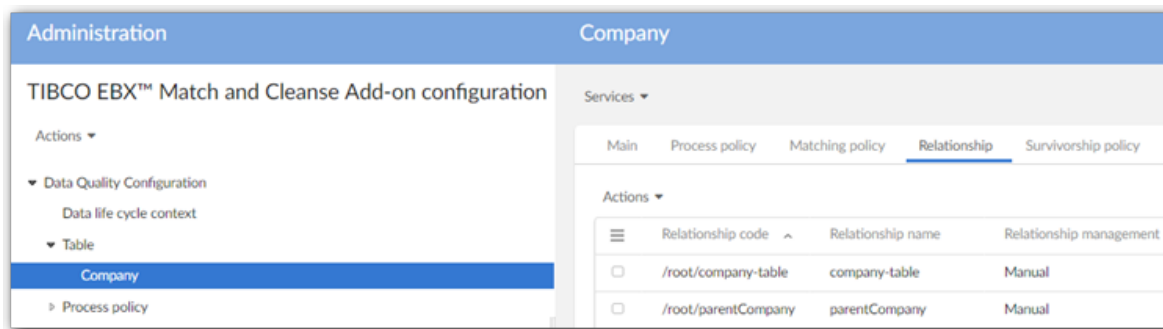 Administration
Company
TIBCO EBX™ Match and Cleanse Add-on configuration
Services
Actions
Main Process policy Matching policy Relationship Survivorship policy
Data Quality Configuration
Actions
Data life cycle context
Relationship code Relationship name Relationship management
Table
Company
/root/company-table company-table Manual
Process policy
/root/parentCompany parentCompany Manual